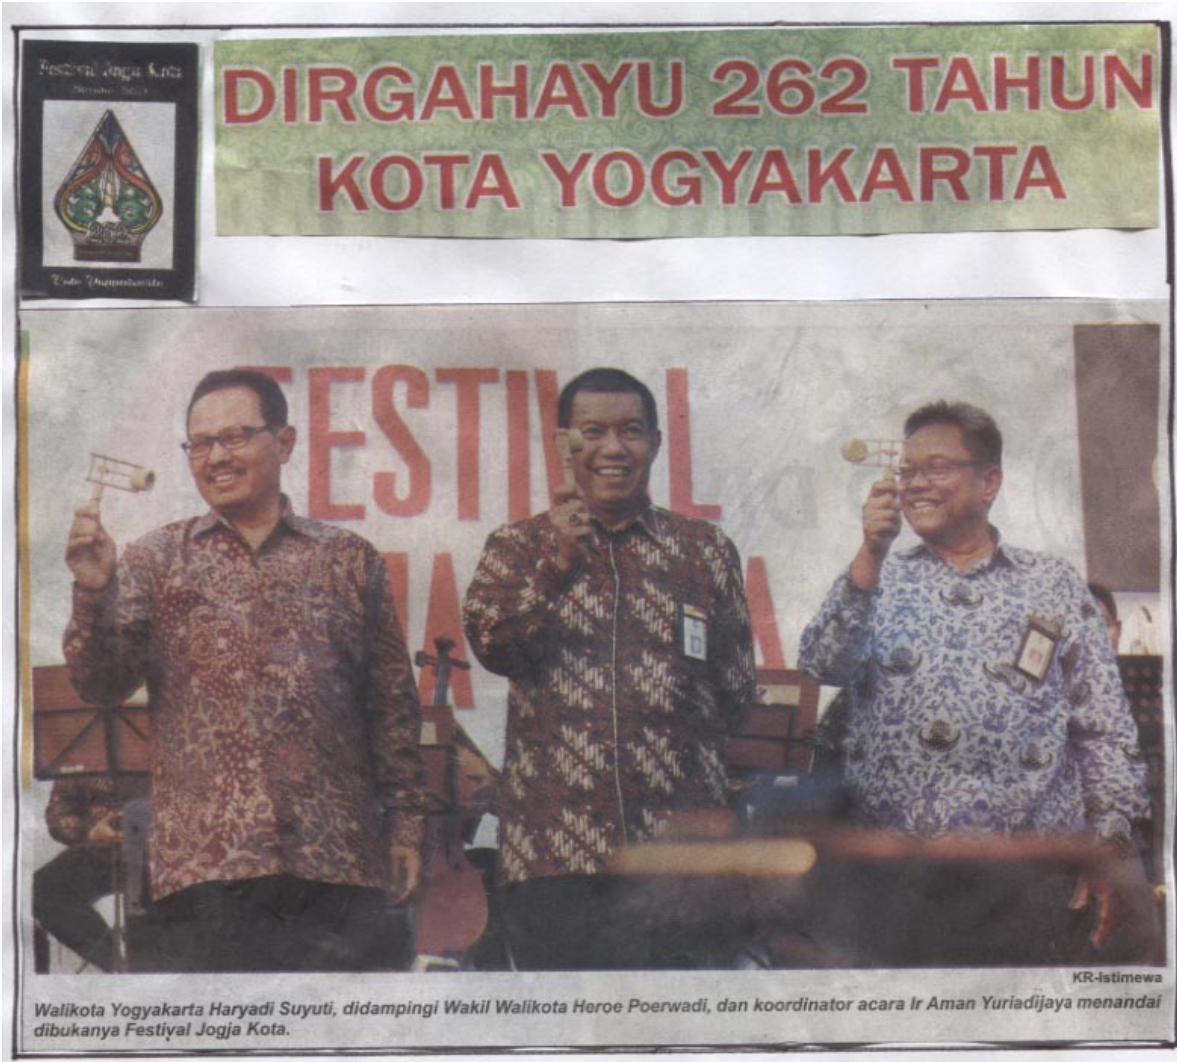 Festival Jogja Kota
DIRGAHAYU 262 TAHUN
KOTA YOGYAKARTA
FESTIVAL
KR-Istimewa
Walikota Yogyakarta Haryadi Suyuti, didampingi Wakil Walikota Heroe Poerwadi, dan koordinator acara Ir Aman Yuriadijaya menandai
dibukanya Festival Jogja Kota.